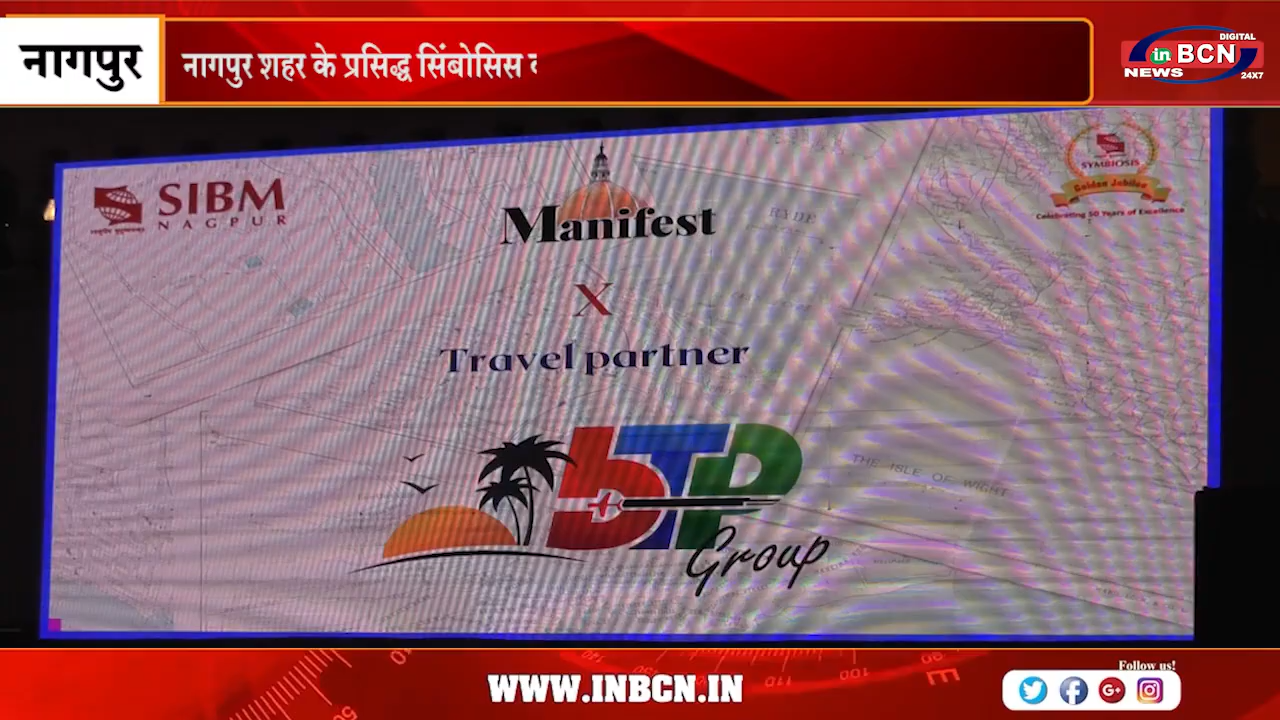 नागपुर
नागपुर शहर के प्रसिद्ध सिंबोसिस
DIGITAL
in BCN
NEWS
24X7
SIBM
NAGPUR
SYMBIOSIS
Golden Jubilee
Celebrating 50 Years of Excellence
Manifest
RYDE
X
Travel partner
bTP
Group
THE ISLE OF WIGHT
WWW.INBCN.IN
Follow us!